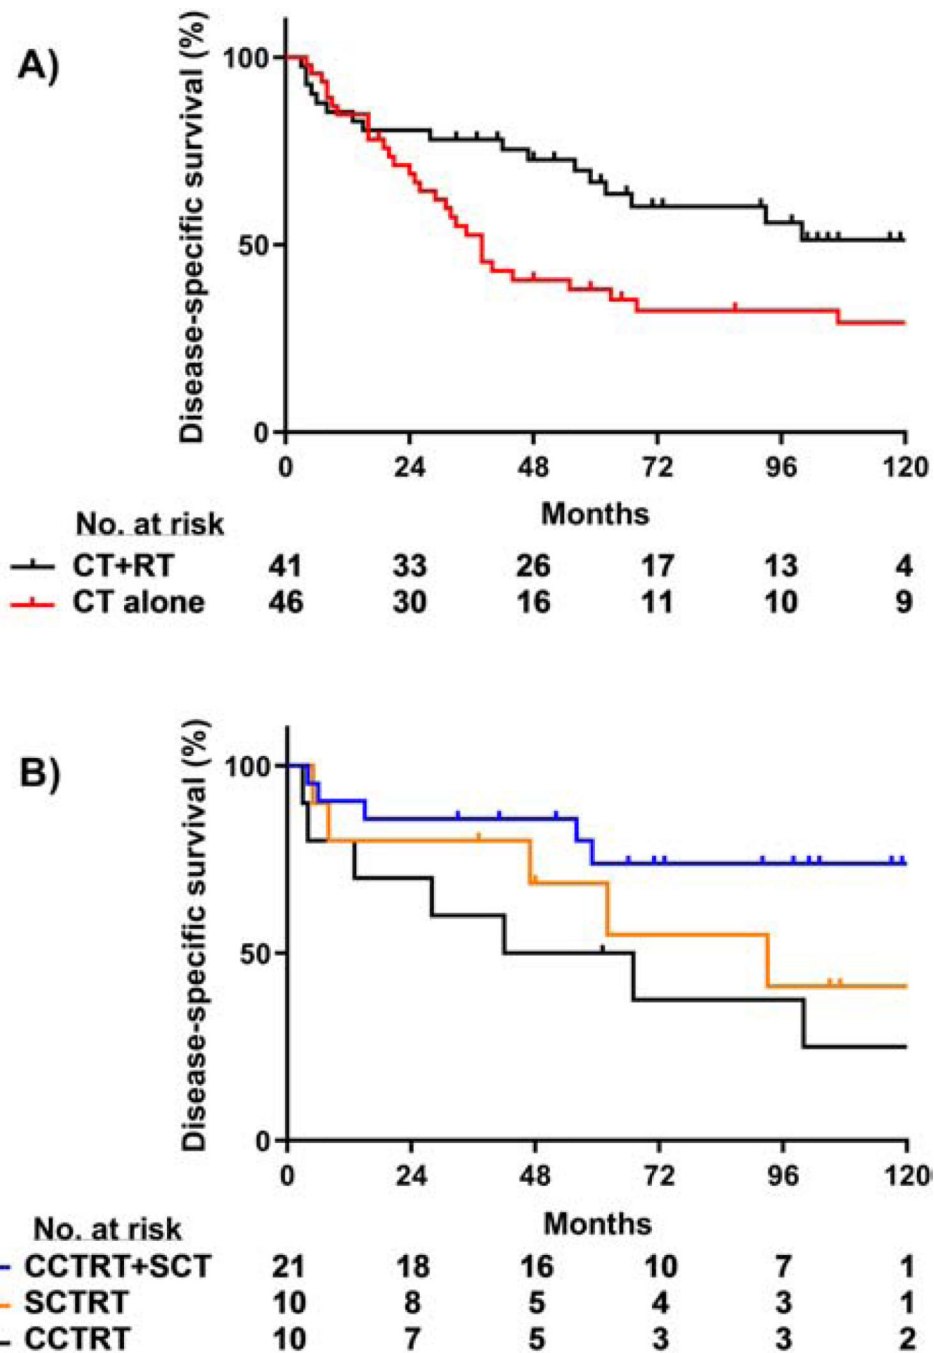 A)
Disease-specific survival (%)
100
50
0
0 24 48 72 96 120
Months
No. at risk
CT+RT 41 33 26 17 13 4
CT alone 46 30 16 11 10 9
B)
Disease-specific survival (%)
100
50
0
0 24 48 72 96 120
Months
No. at risk
CCTRT+SCT 21 18 16 10 7 1
SCTRT 10 8 5 4 3 1
CCTRT 10 7 5 3 3 2